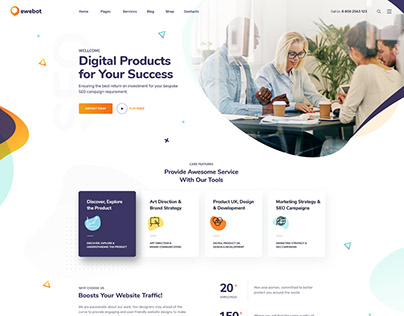 ewebot
Home Pages Services Blog Shop Contacts
Call Us: 8 800 2563 123
SEO
WELLCOME
Digital Products
for Your Success
Ensuring the best return on investment for your bespoke
SEO campaign requirement.
PLAY VIDEO
CORE FEATURES
Provide Awesome Service
With Our Tools
Discover, Explore
the Product
Art Direction &
Brand Strategy
Product UX, Design
& Development
Marketing Strategy &
SEO Campaigns
DISCOVER, EXPLORE &
UNDERSTANDING THE PRODUCT
ART DIRECTION &
BRAND COMMUNICATION
DIGITAL PRODUCT UX,
DESIGN & DEVELOPMENT
MARKETING STRATEGY &
SEO CAMPAIGNS
WHY CHOOSE US
Boosts Your Website Traffic!
We are passionate about our work. Our designers stay ahead of the
curve to provide engaging and user-friendly website designs to make
20+
EMPLOYEES
Men and women, committed to better
protect you around the world
150+